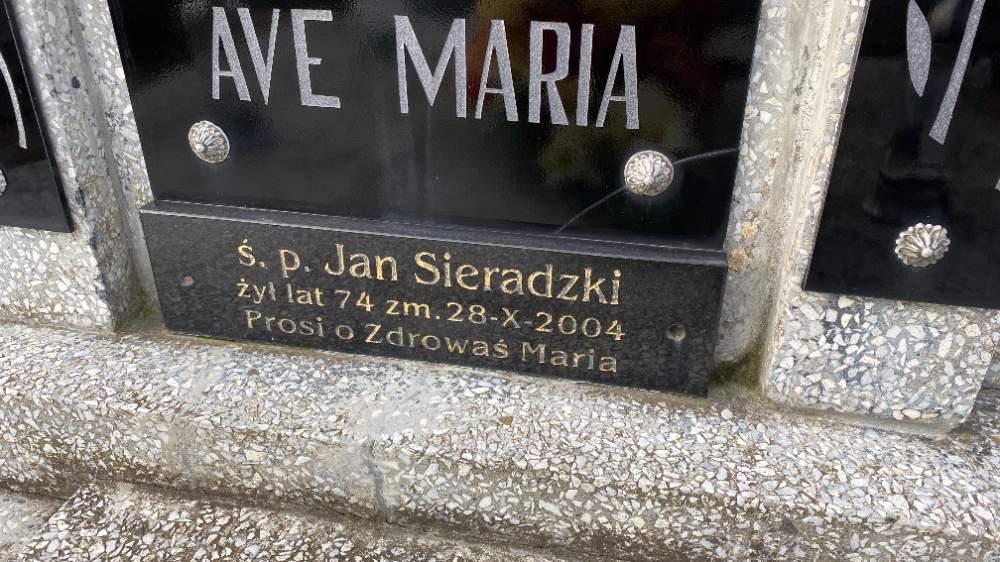 AVE MARIA
ś. p. Jan Sieradzki
żył lat 74 zm. 28-X-2004
Prosi o Zdrowaś Maria